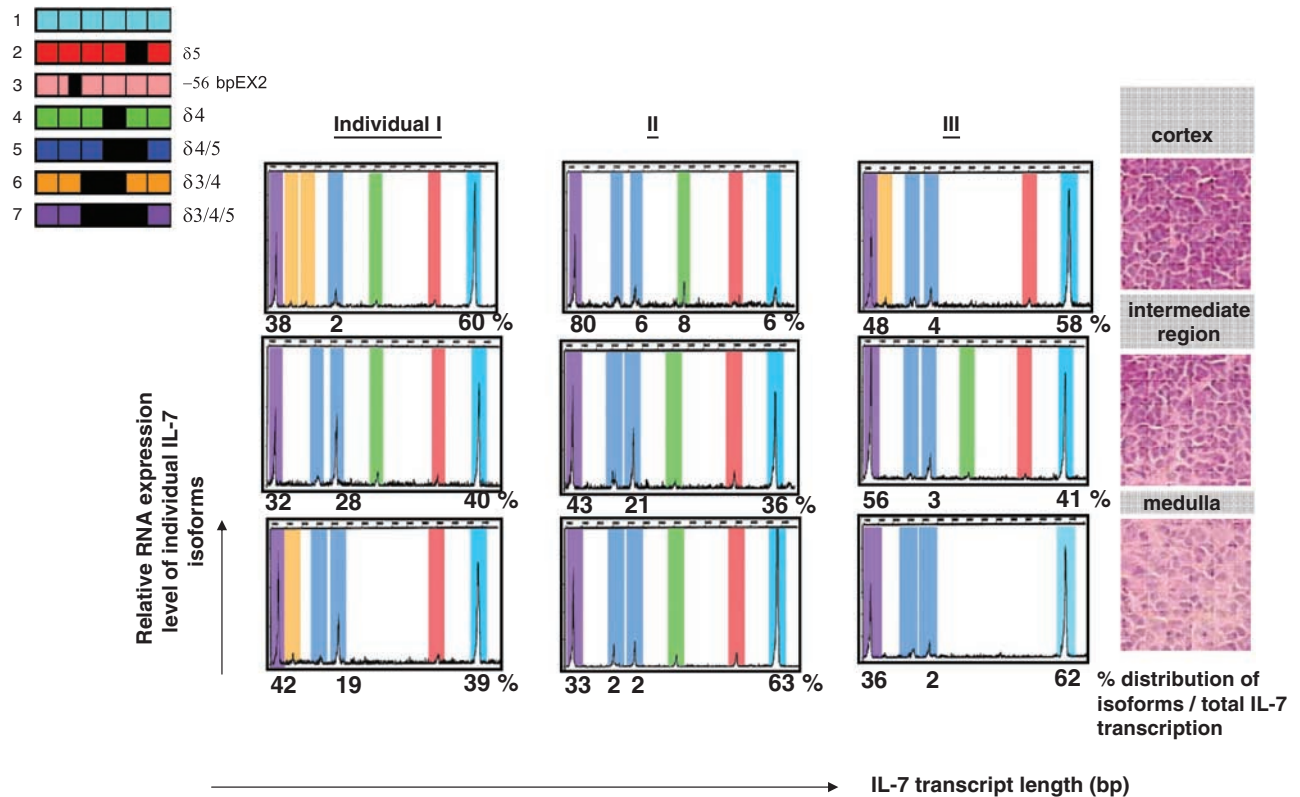 1
2 δ5
3 −56 bpEX2
4 δ4
5 δ4/5
6 δ3/4
7 δ3/4/5
Individual I
II
III
cortex
38 2 60 %
80 6 8 6 %
48 4 58 %
intermediate
region
32 28 40 %
43 21 36 %
56 3 41 %
medulla
42 19 39 %
33 2 2 63 %
36 2 62
Relative RNA expression
level of individual IL-7
isoforms
% distribution of
isoforms / total IL-7
transcription
IL-7 transcript length (bp)